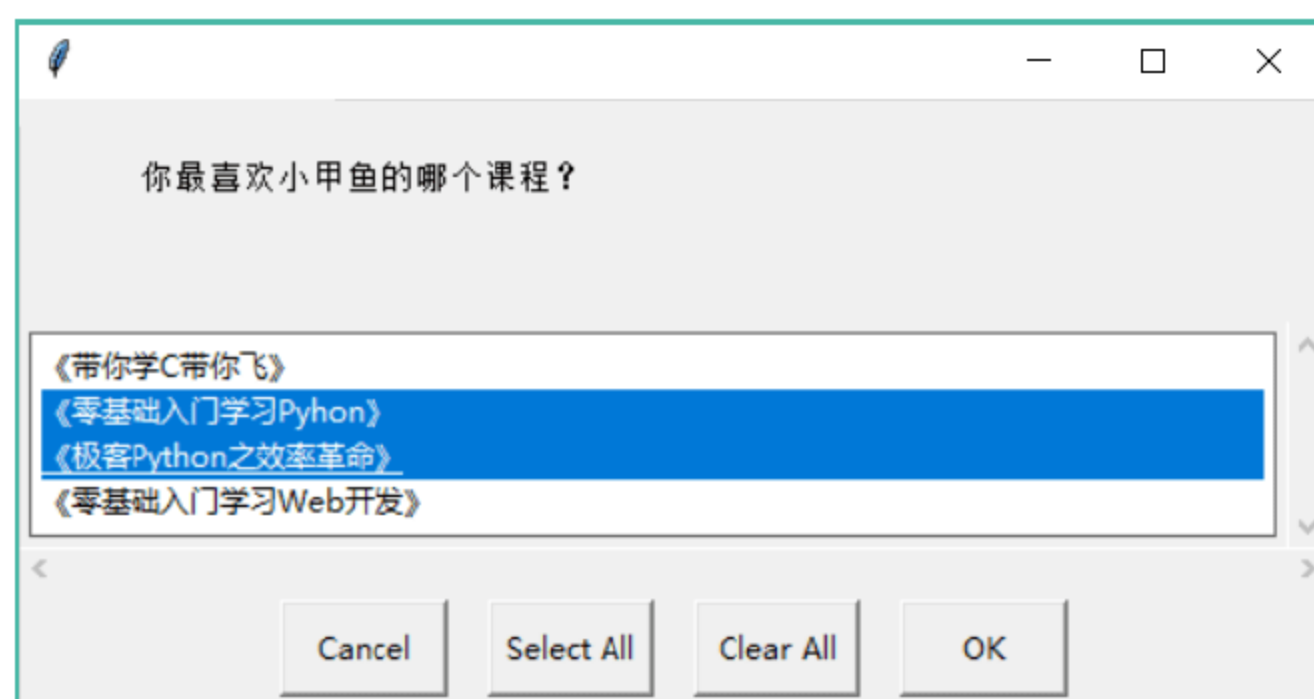 你最喜欢小甲鱼的哪个课程？
《带你学C带你飞》
《零基础入门学习Pyhon》
《极客Python之效率革命》
《零基础入门学习Web开发》
Cancel Select All Clear All OK